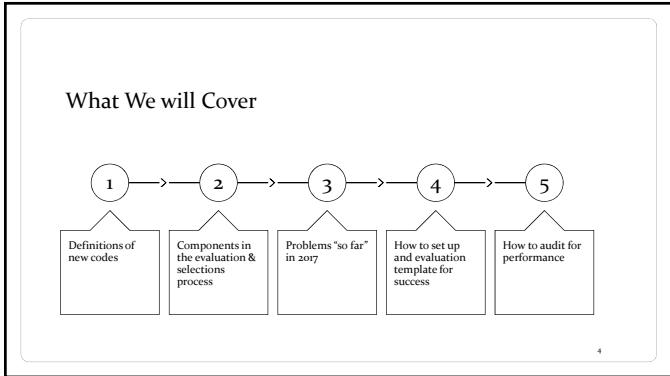 What We will Cover
1
2
3
4
5
Definitions of
new codes
Components in
the evaluation &
selections
process
Problems “so far”
in 2017
How to set up
and evaluation
template for
success
How to audit for
performance
4